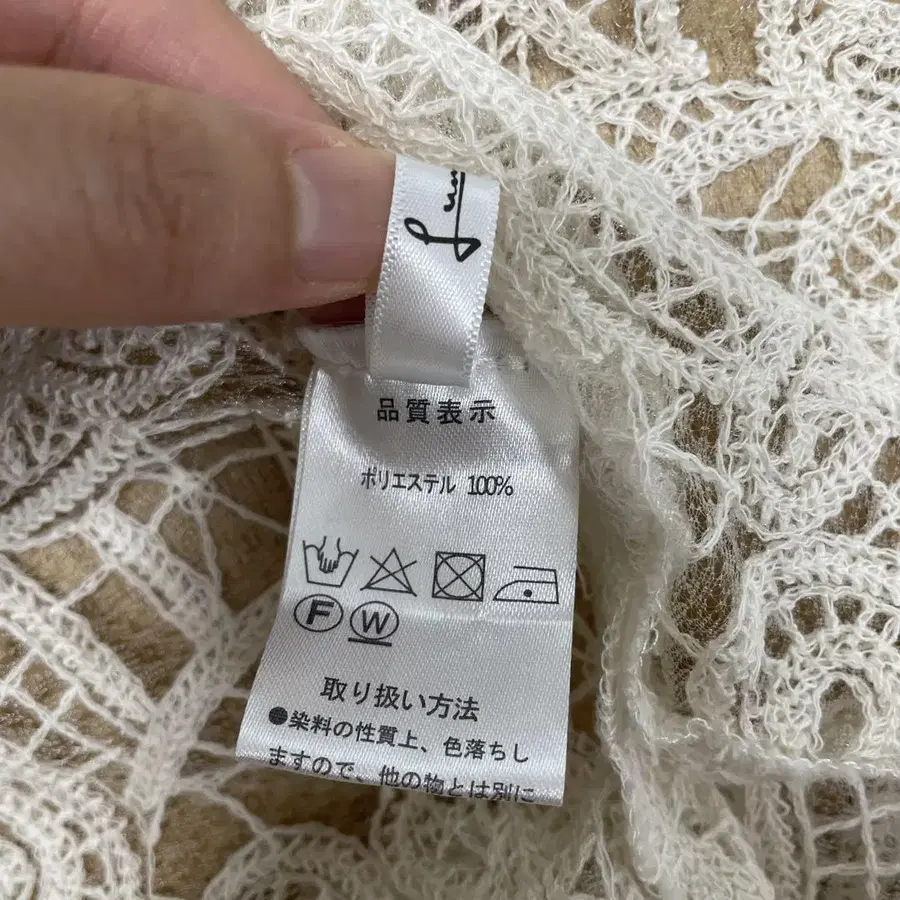 品質表示
ポリエステル 100%
F W
取り扱い方法
●染料の性質上、色落ちし
ますので、他の物とは別に